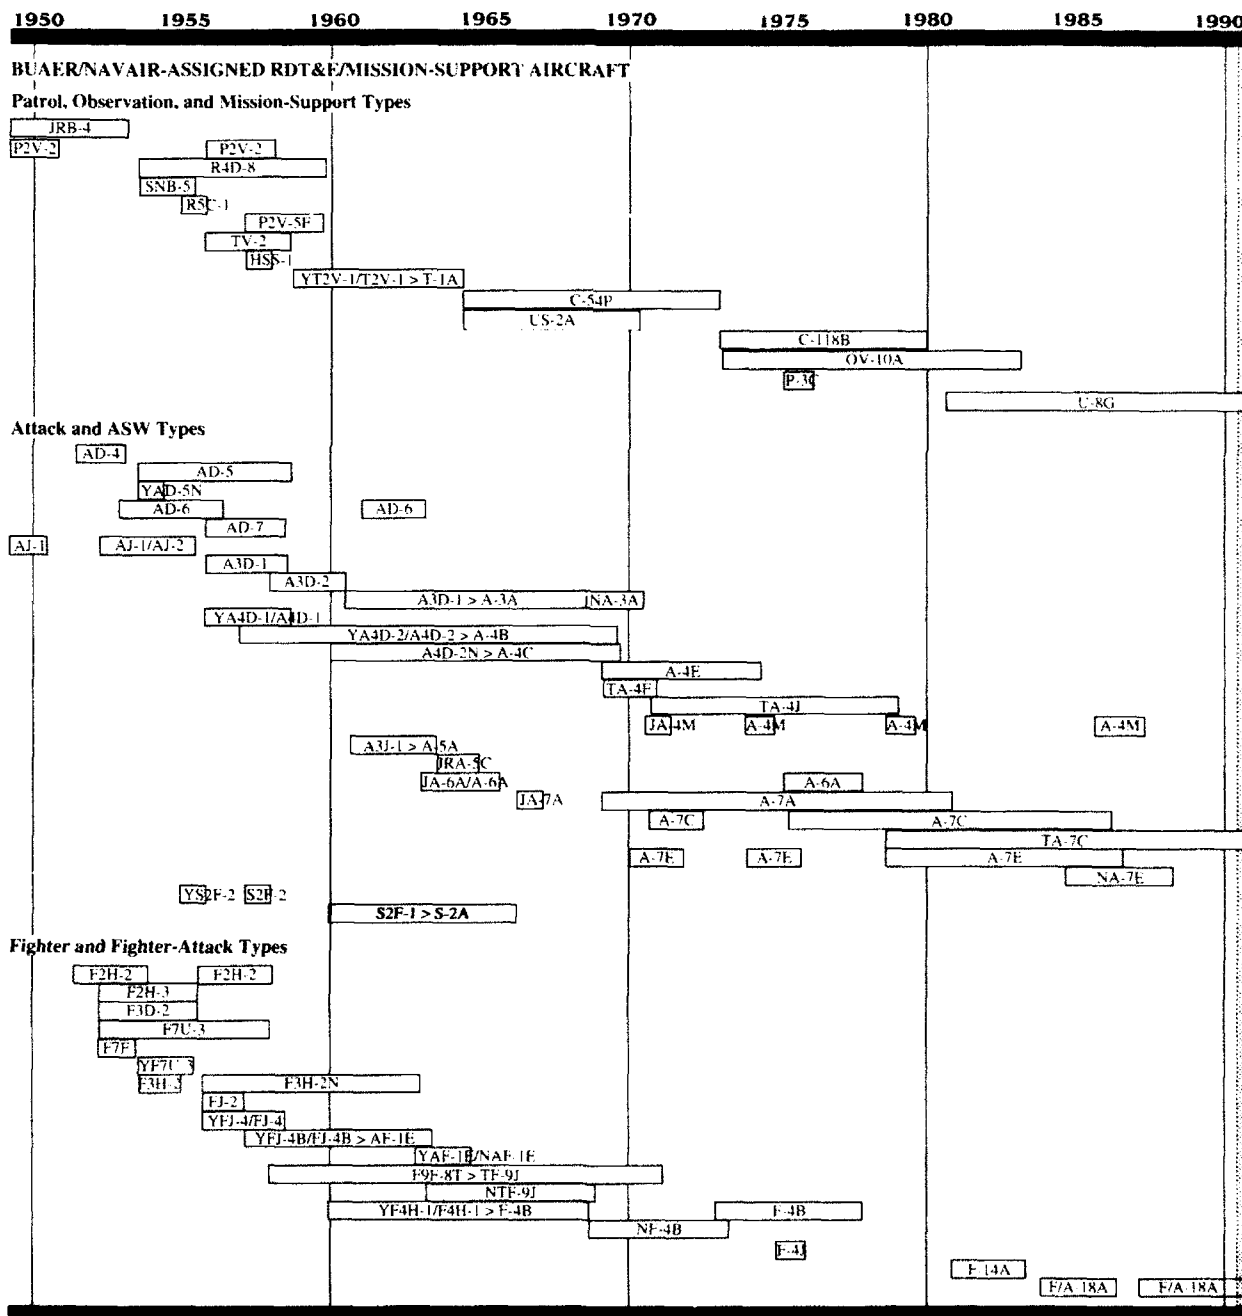 1950 1955 1960 1965 1970 1975 1980 1985 1990
BUAER/NAVAIR-ASSIGNED RDT&E/MISSION-SUPPORT AIRCRAFT
Patrol, Observation, and Mission-Support Types
JRB-4
P2V-2 P2V-2
R4D-8
SNB-5
R5C-1
P2V-5F
TV-2
HSS-1
YT2V-1/T2V-1 > T-1A
C-54P
US-2A
C-118B
OV-10A
P-3C
U-8G
Attack and ASW Types
AD-4
AD-5
YAD-5N
AD-6 AD-6
AD-7
AJ-1 AJ-1/AJ-2
A3D-1
A3D-2
A3D-1 > A-3A NA-3A
YA4D-1/A4D-1
YA4D-2/A4D-2 > A-4B
A4D-2N > A-4C
A-4E
TA-4F
TA-4J
JA-4M A-4M A-4M A-4M
A3J-1 > A-5A
JRA-5C
JA-6A/A-6A A-6A
JA-7A A-7A
A-7C A-7C
TA-7C
A-7E A-7E A-7E
NA-7E
YS2F-2 S2F-2
S2F-1 > S-2A
Fighter and Fighter-Attack Types
F2H-2 F2H-2
F2H-3
F3D-2
F7U-3
F7F
YF7U-3
F3H-2
F3H-2N
FJ-2
YFJ-4/FJ-4
YFJ-4B/FJ-4B > AF-1E
YAF-1E/NAF-1E
F9F-8T > TF-9J
NTF-9J
YF4H-1/F4H-1 > F-4B F-4B
NF-4B
F-4J
F-14A
F/A-18A F/A-18A